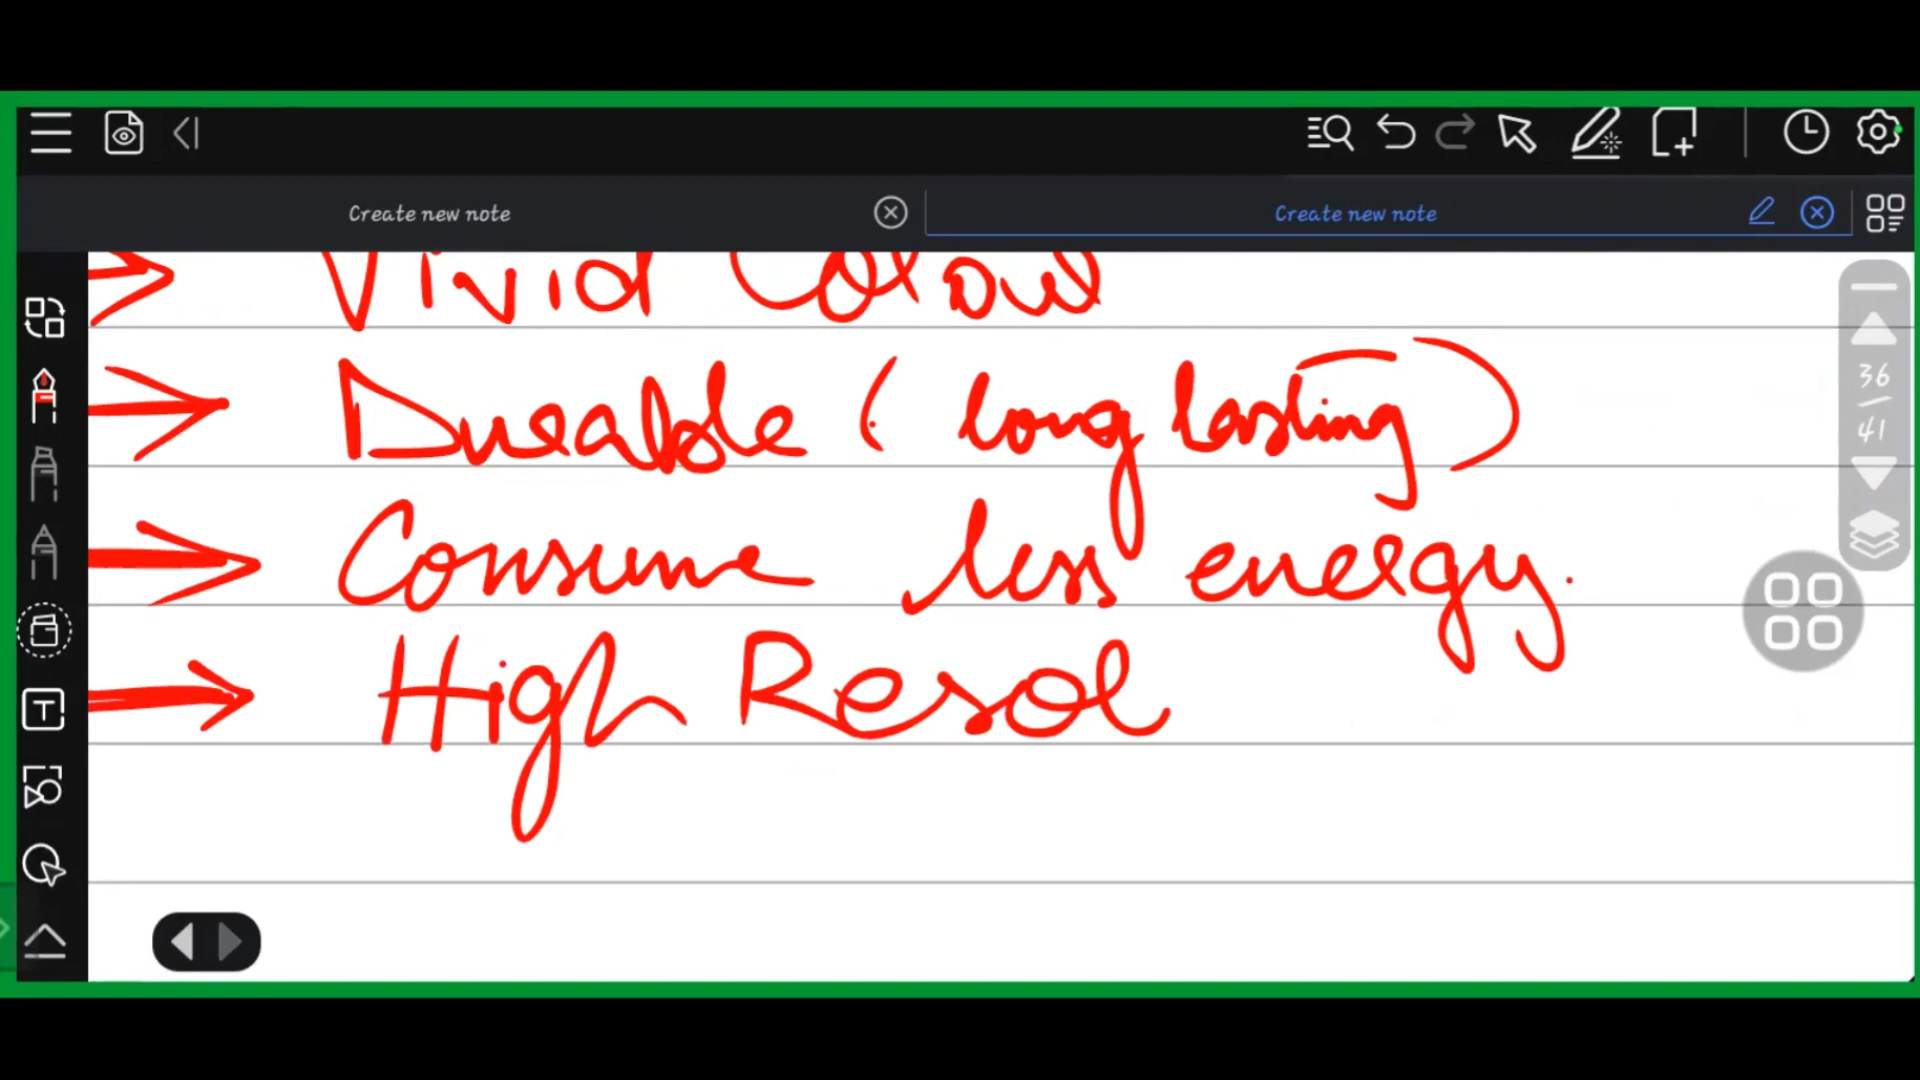 Create new note Create new note
Vivid Colour
Durable (long lasting)
Consume less energy.
High Resol
36
41
T